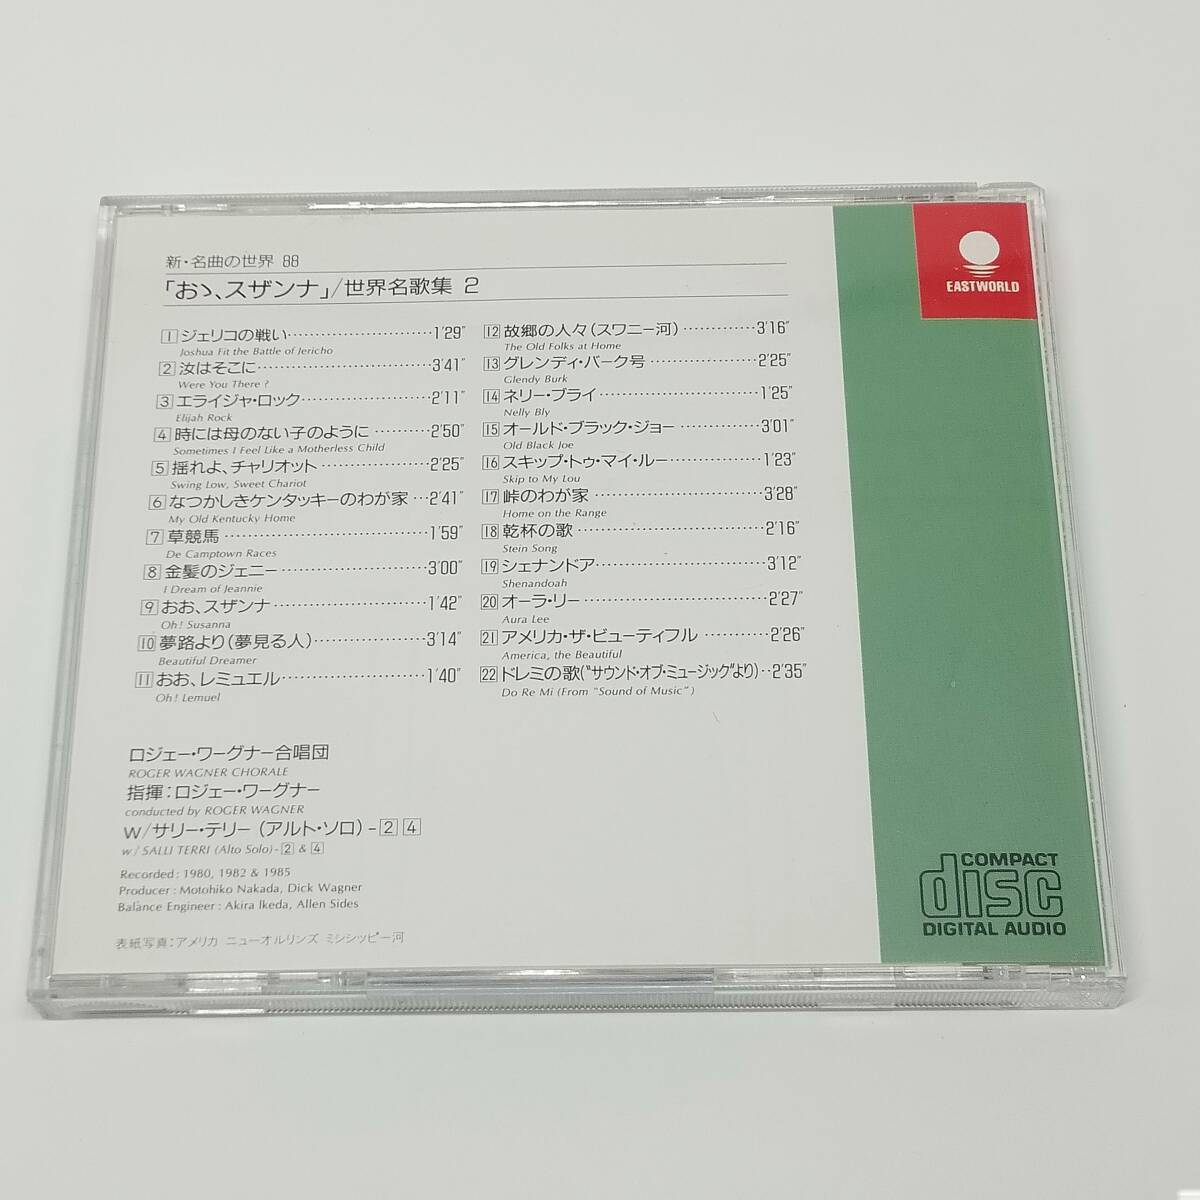 新・名曲の世界 88
「おゝ、スザンナ」/世界名歌集 2
1 ジェリコの戦い………………………1′29″
Joshua Fit the Battle of Jericho
2 汝はそこに…………………………3′41″
Were You There ?
3 エライジャ・ロック…………………2′11″
Elijah Rock
4 時には母のない子のように………2′50″
Sometimes I Feel Like a Motherless Child
5 揺れよ、チャリオット………………2′25″
Swing Low, Sweet Chariot
6 なつかしきケンタッキーのわが家…2′41″
My Old Kentucky Home
7 草競馬………………………………1′59″
De Camptown Races
8 金髪のジェニー……………………3′00″
I Dream of Jeannie
9 おお、スザンナ……………………1′42″
Oh! Susanna
10 夢路より(夢見る人)………………3′14″
Beautiful Dreamer
11 おお、レミュエル…………………1′40″
Oh! Lemuel
12 故郷の人々(スワニー河)…………3′16″
The Old Folks at Home
13 グレンディ・バーク号………………2′25″
Glendy Burk
14 ネリー・ブライ……………………1′25″
Nelly Bly
15 オールド・ブラック・ジョー………3′01″
Old Black Joe
16 スキップ・トゥ・マイ・ルー………1′23″
Skip to My Lou
17 峠のわが家…………………………3′28″
Home on the Range
18 乾杯の歌……………………………2′16″
Stein Song
19 シェナンドア………………………3′12″
Shenandoah
20 オーラ・リー………………………2′27″
Aura Lee
21 アメリカ・ザ・ビューティフル……2′26″
America, the Beautiful
22 ドレミの歌(“サウンド・オブ・ミュージック”より)‥2′35″
Do Re Mi (From “Sound of Music”)
ロジェー・ワーグナー合唱団
ROGER WAGNER CHORALE
指揮:ロジェー・ワーグナー
conducted by ROGER WAGNER
w/サリー・テリー(アルト・ソロ)-2 4
w/SALLI TERRI (Alto Solo)-2 & 4
Recorded : 1980, 1982 & 1985
Producer : Motohiko Nakada, Dick Wagner
Balance Engineer : Akira Ikeda, Allen Sides
表紙写真:アメリカ ニューオルリンズ ミシシッピー河
EASTWORLD
COMPACT
disc
DIGITAL AUDIO